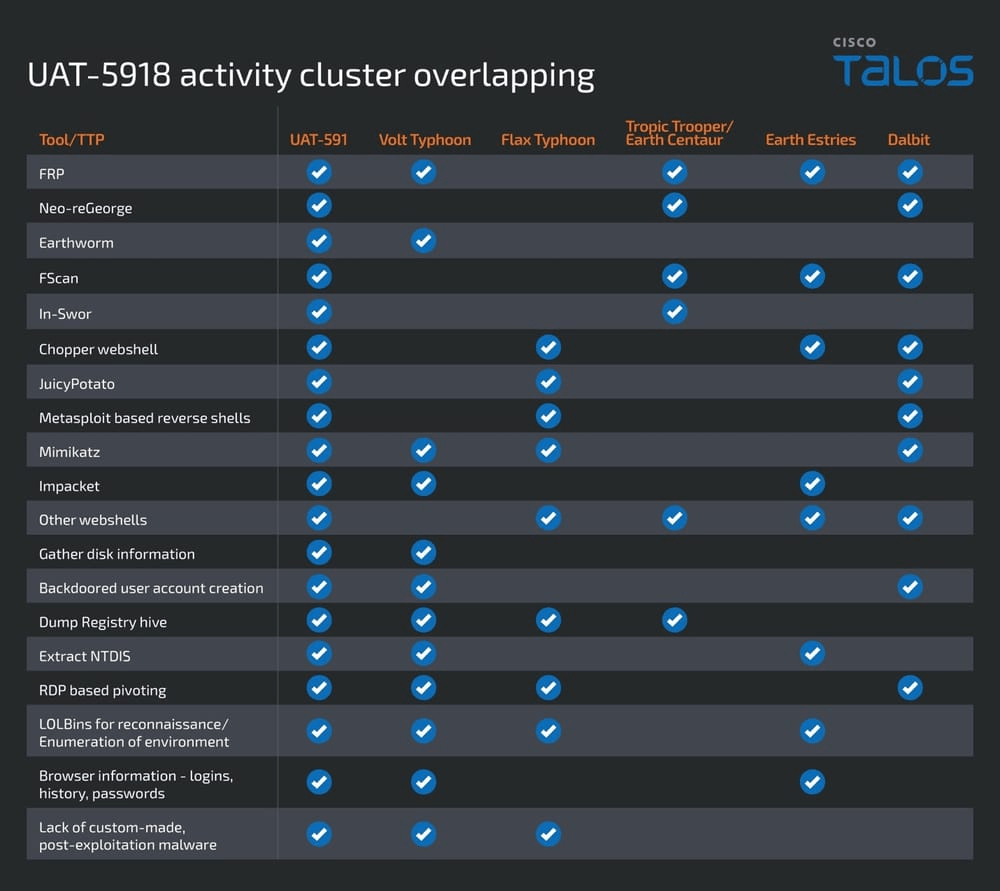 CISCO
TALOS
UAT-5918 activity cluster overlapping
Tool/TTP
UAT-591
Volt Typhoon
Flax Typhoon
Tropic Trooper/
Earth Centaur
Earth Estries
Dalbit
FRP
Neo-reGeorge
Earthworm
FScan
In-Swor
Chopper webshell
JuicyPotato
Metasploit based reverse shells
Mimikatz
Impacket
Other webshells
Gather disk information
Backdoored user account creation
Dump Registry hive
Extract NTDIS
RDP based pivoting
LOLBins for reconnaissance/
Enumeration of environment
Browser information - logins,
history, passwords
Lack of custom-made,
post-exploitation malware